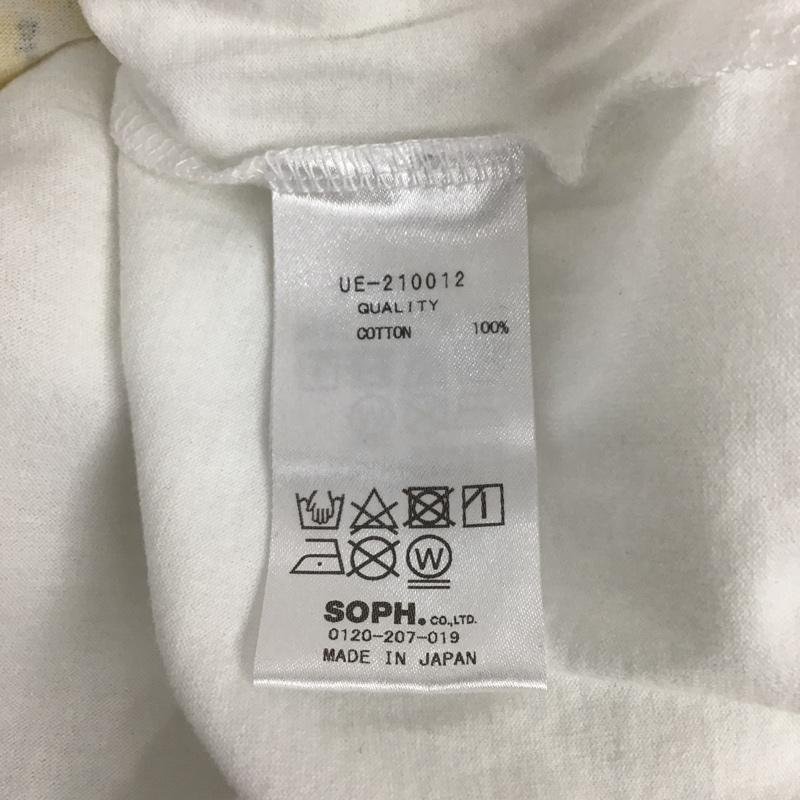 UE-210012
QUALITY
COTTON 100%
W
SOPH. CO.,LTD.
0120-207-019
MADE IN JAPAN